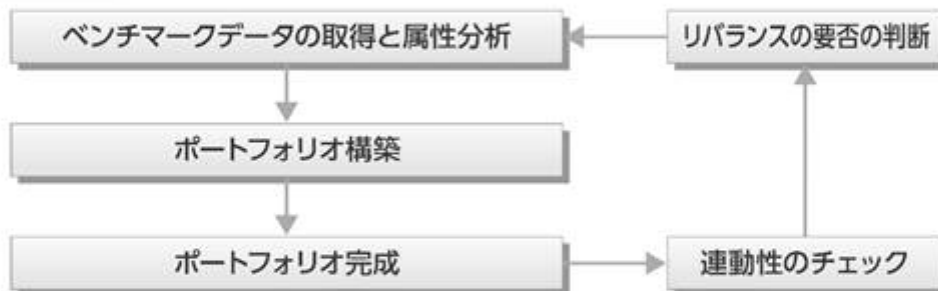 ベンチマークデータの取得と属性分析
リバランスの要否の判断
ポートフォリオ構築
ポートフォリオ完成
連動性のチェック